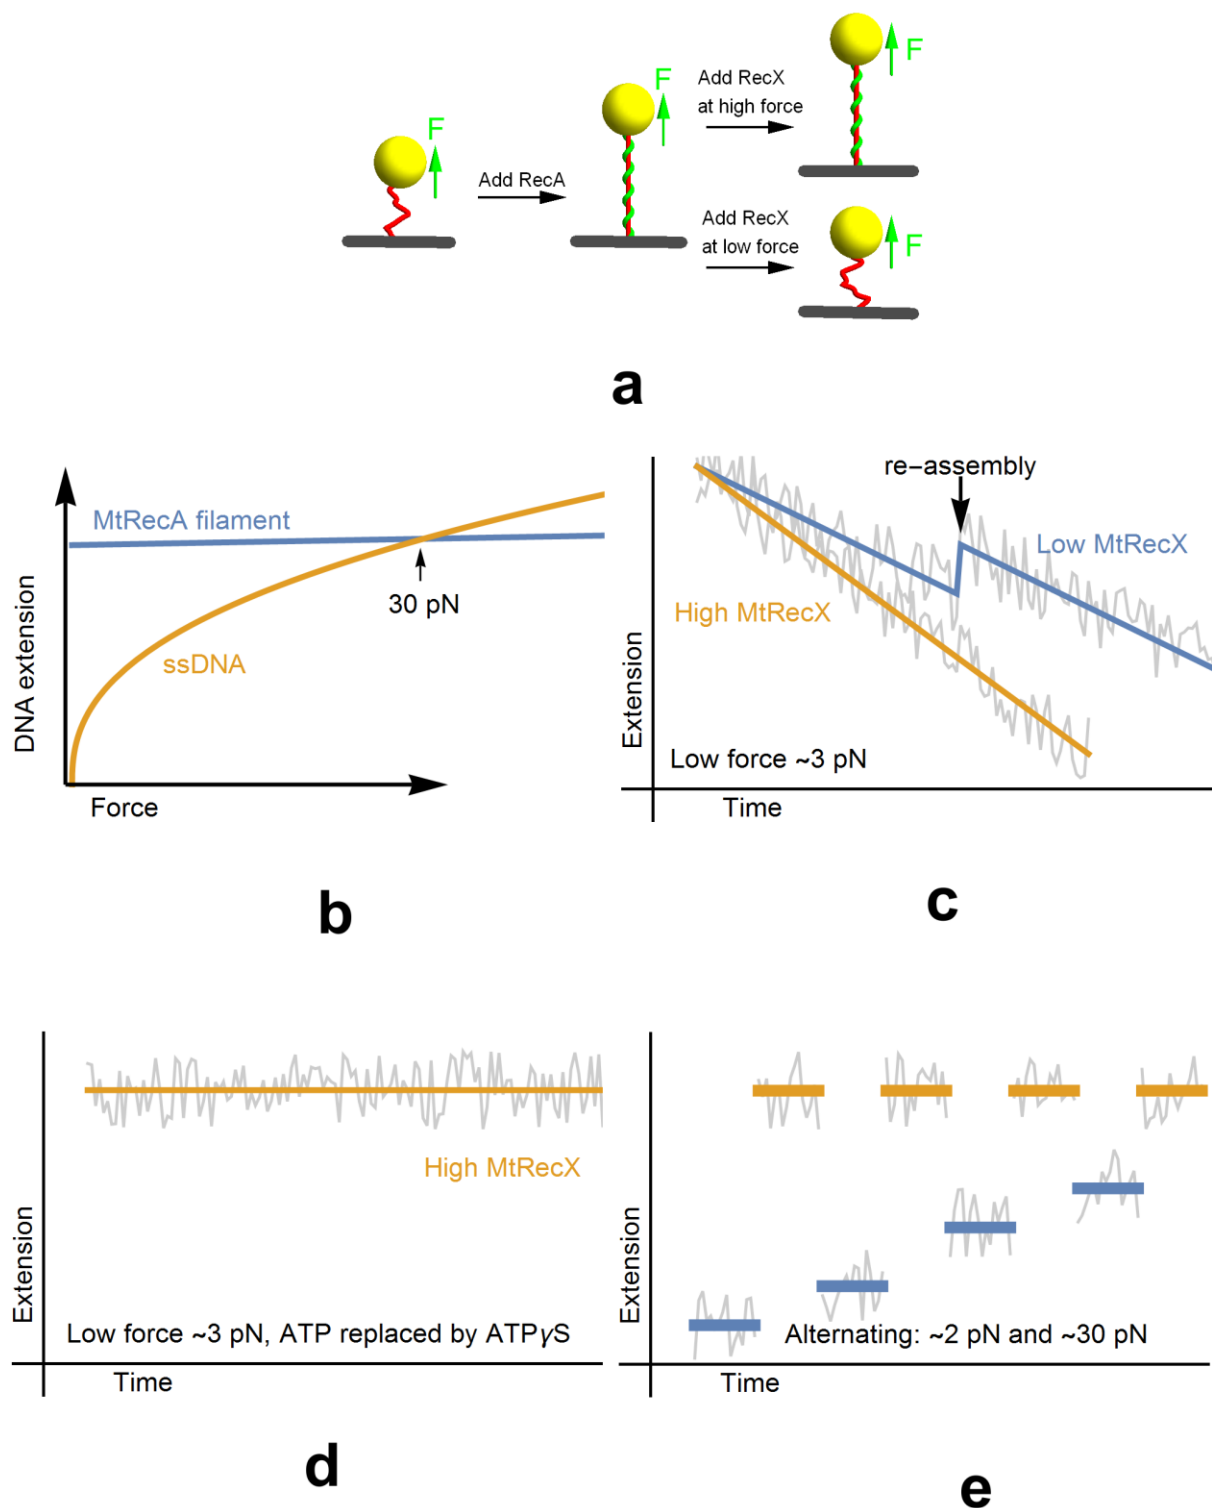 F
F
Add RecX
at high force
F
Add RecA
Add RecX
at low force
F
a
DNA extension
MtRecA filament
30 pN
ssDNA
Force
b
Extension
re-assembly
Low MtRecX
High MtRecX
Low force ~3 pN
Time
c
Extension
High MtRecX
Low force ~3 pN, ATP replaced by ATPγS
Time
d
Extension
Alternating: ~2 pN and ~30 pN
Time
e